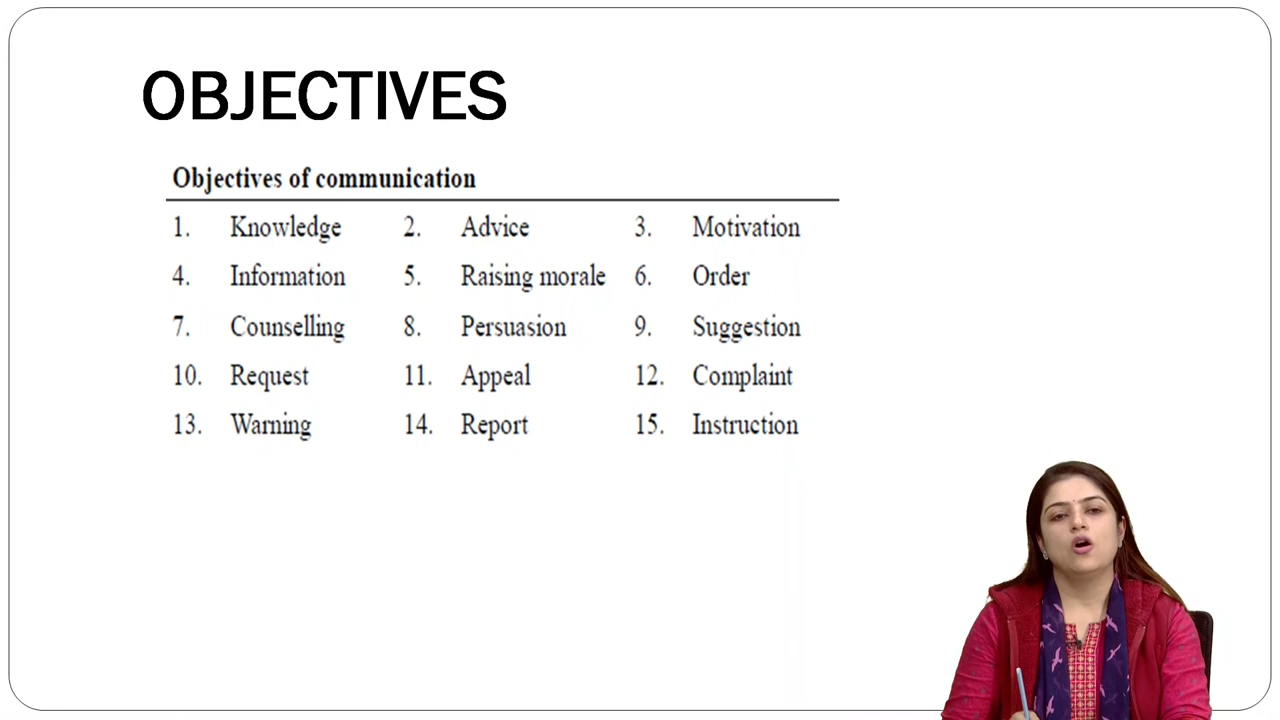 OBJECTIVES
Objectives of communication
1. Knowledge 2. Advice 3. Motivation
4. Information 5. Raising morale 6. Order
7. Counselling 8. Persuasion 9. Suggestion
10. Request 11. Appeal 12. Complaint
13. Warning 14. Report 15. Instruction